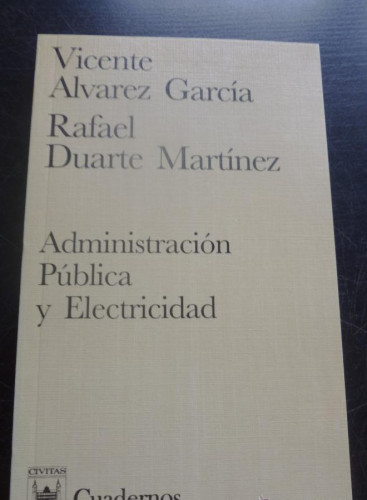 Vicente
Alvarez García
Rafael
Duarte Martínez
Administración
Pública
y Electricidad
CIVITAS
Cuadernos